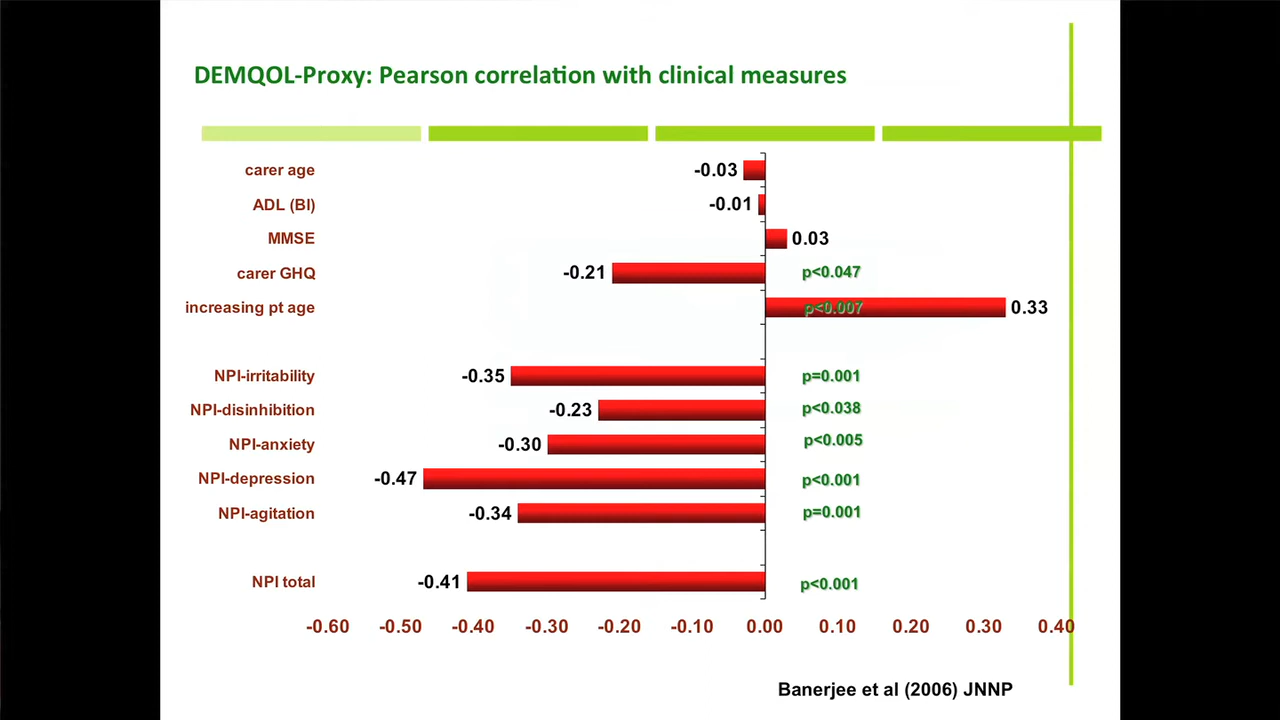 DEMQOL-Proxy: Pearson correlation with clinical measures
carer age -0.03
ADL (BI) -0.01
MMSE 0.03
carer GHQ -0.21 p<0.047
increasing pt age p<0.007 0.33
NPI-irritability -0.35 p=0.001
NPI-disinhibition -0.23 p<0.038
NPI-anxiety -0.30 p<0.005
NPI-depression -0.47 p<0.001
NPI-agitation -0.34 p=0.001
NPI total -0.41 p<0.001
-0.60 -0.50 -0.40 -0.30 -0.20 -0.10 0.00 0.10 0.20 0.30 0.40
Banerjee et al (2006) JNNP